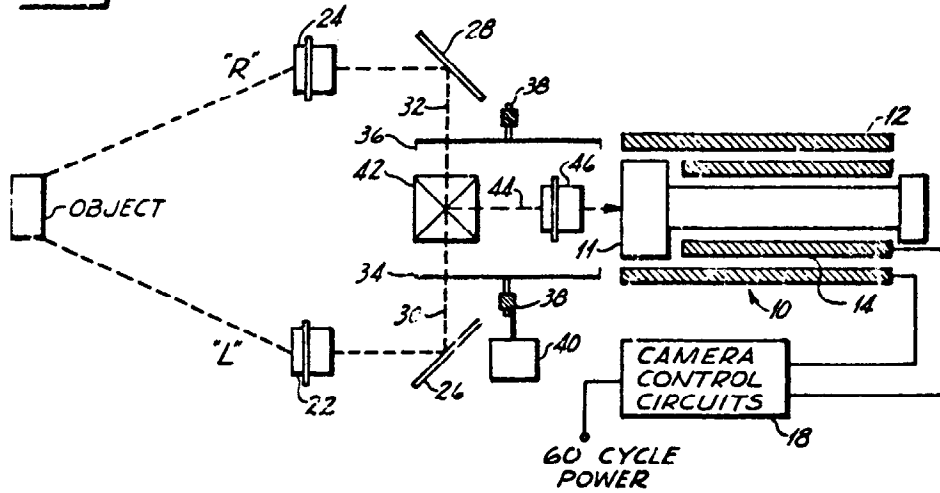 24
28
"R"
38
32
12
36
46
42
44
OBJECT
11
34
14
10
38
30
"L"
40
CAMERA
CONTROL
CIRCUITS
26
22
18
60 CYCLE
POWER